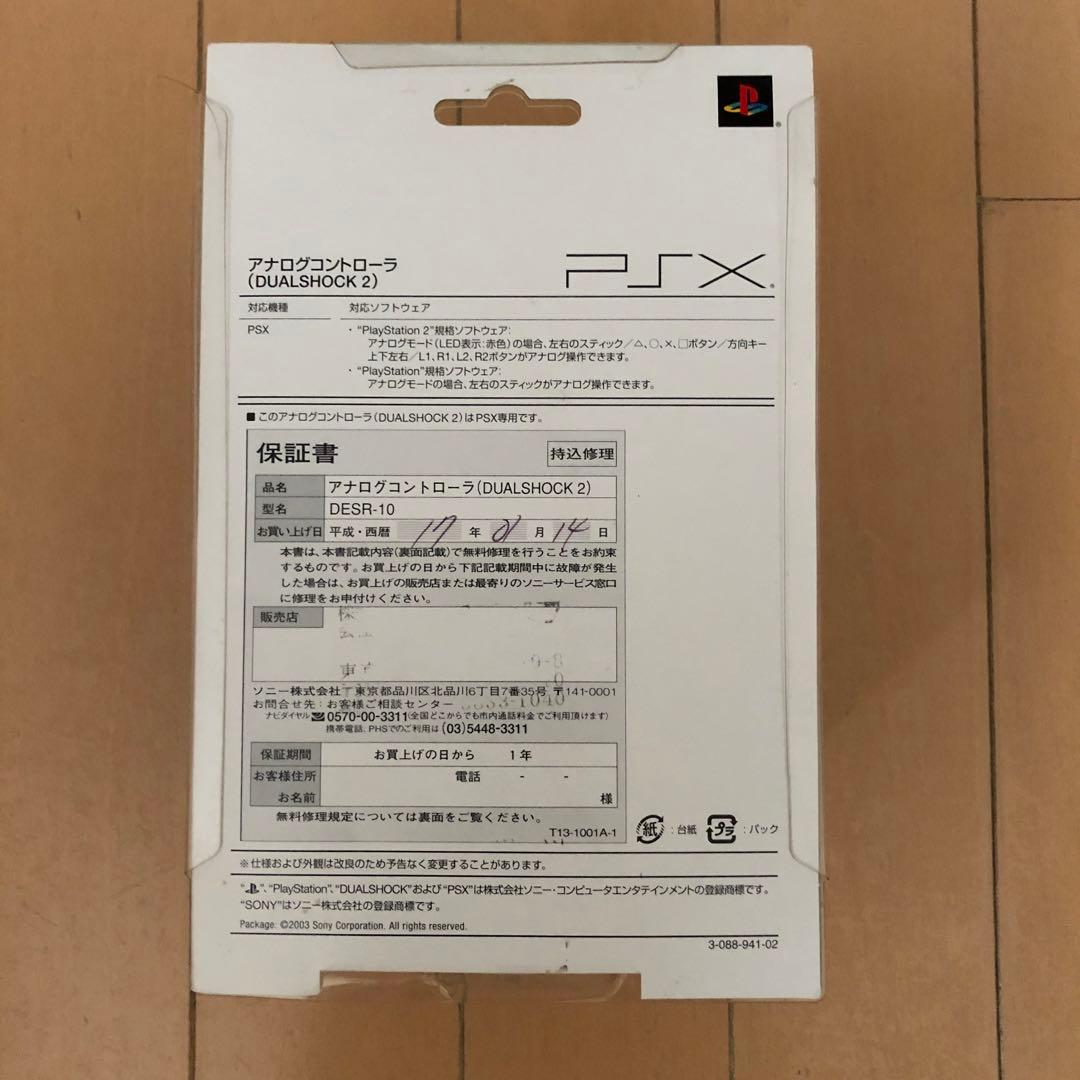 アナログコントローラ
(DUALSHOCK 2)
PSX
対応機種
対応ソフトウェア
PSX
・“PlayStation 2”規格ソフトウェア:
アナログモード(LED表示:赤色)の場合、左右のスティック/△、○、×、□ボタン/方向キー
上下左右/L1、R1、L2、R2ボタンがアナログ操作できます。
・“PlayStation”規格ソフトウェア:
アナログモードの場合、左右のスティックがアナログ操作できます。
■ このアナログコントローラ(DUALSHOCK 2)はPSX専用です。
保証書
持込修理
品名 アナログコントローラ(DUALSHOCK 2)
型名 DESR-10
お買い上げ日 平成・西暦 17 年 月 14 日
本書は、本書記載内容(裏面記載)で無料修理を行うことをお約束
するものです。お買上げの日から下記記載期間中に故障が発生
した場合は、お買上げの販売店または最寄りのソニーサービス窓口
に修理をお申付けください。
販売店
ソニー株式会社 〒東京都品川区北品川6丁目7番35号 〒141-0001
お問合せ先:お客様ご相談センター
ナビダイヤル 0570-00-3311(全国どこからでも市内通話料金でご利用頂けます)
携帯電話、PHSでのご利用は(03)5448-3311
保証期間 お買上げの日から 1年
お客様住所 電話 - -
お名前 様
無料修理規定については裏面をご覧ください。
T13-1001A-1
紙 :台紙 プラ :パック
※仕様および外観は改良のため予告なく変更することがあります。
“ ”、“PlayStation”、“DUALSHOCK”および“PSX”は株式会社ソニー・コンピュータエンタテインメントの登録商標です。
“SONY”はソニー株式会社の登録商標です。
Package: ©2003 Sony Corporation. All rights reserved.
3-088-941-02